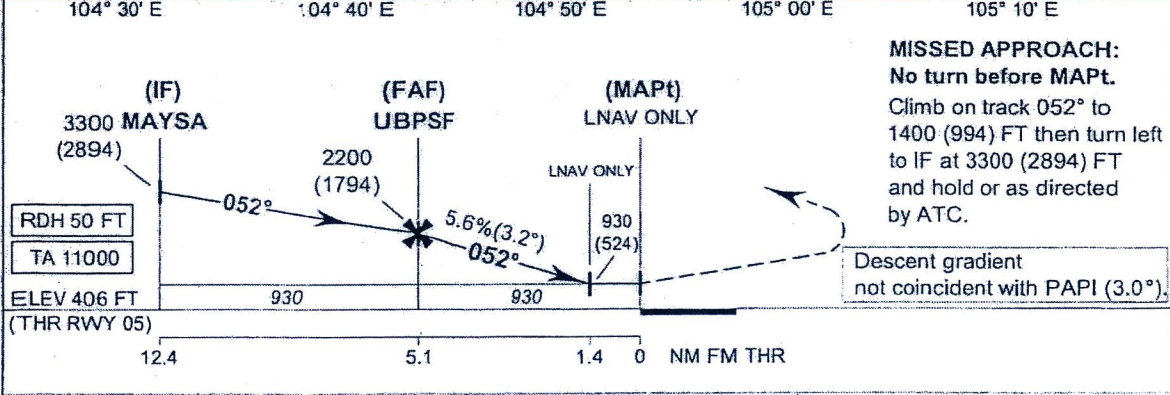 104° 30' E 104° 40' E 104° 50' E 105° 00' E 105° 10' E
MISSED APPROACH:
No turn before MAPt.
Climb on track 052° to
1400 (994) FT then turn left
to IF at 3300 (2894) FT
and hold or as directed
by ATC.
(IF)
MAYSA
3300
(2894)
(FAF)
UBPSF
2200
(1794)
(MAPt)
LNAV ONLY
LNAV ONLY
930
(524)
052°
5.6%(3.2°)
052°
RDH 50 FT
TA 11000
Descent gradient
not coincident with PAPI (3.0°).
ELEV 406 FT
930 930
(THR RWY 05)
12.4 5.1 1.4 0 NM FM THR